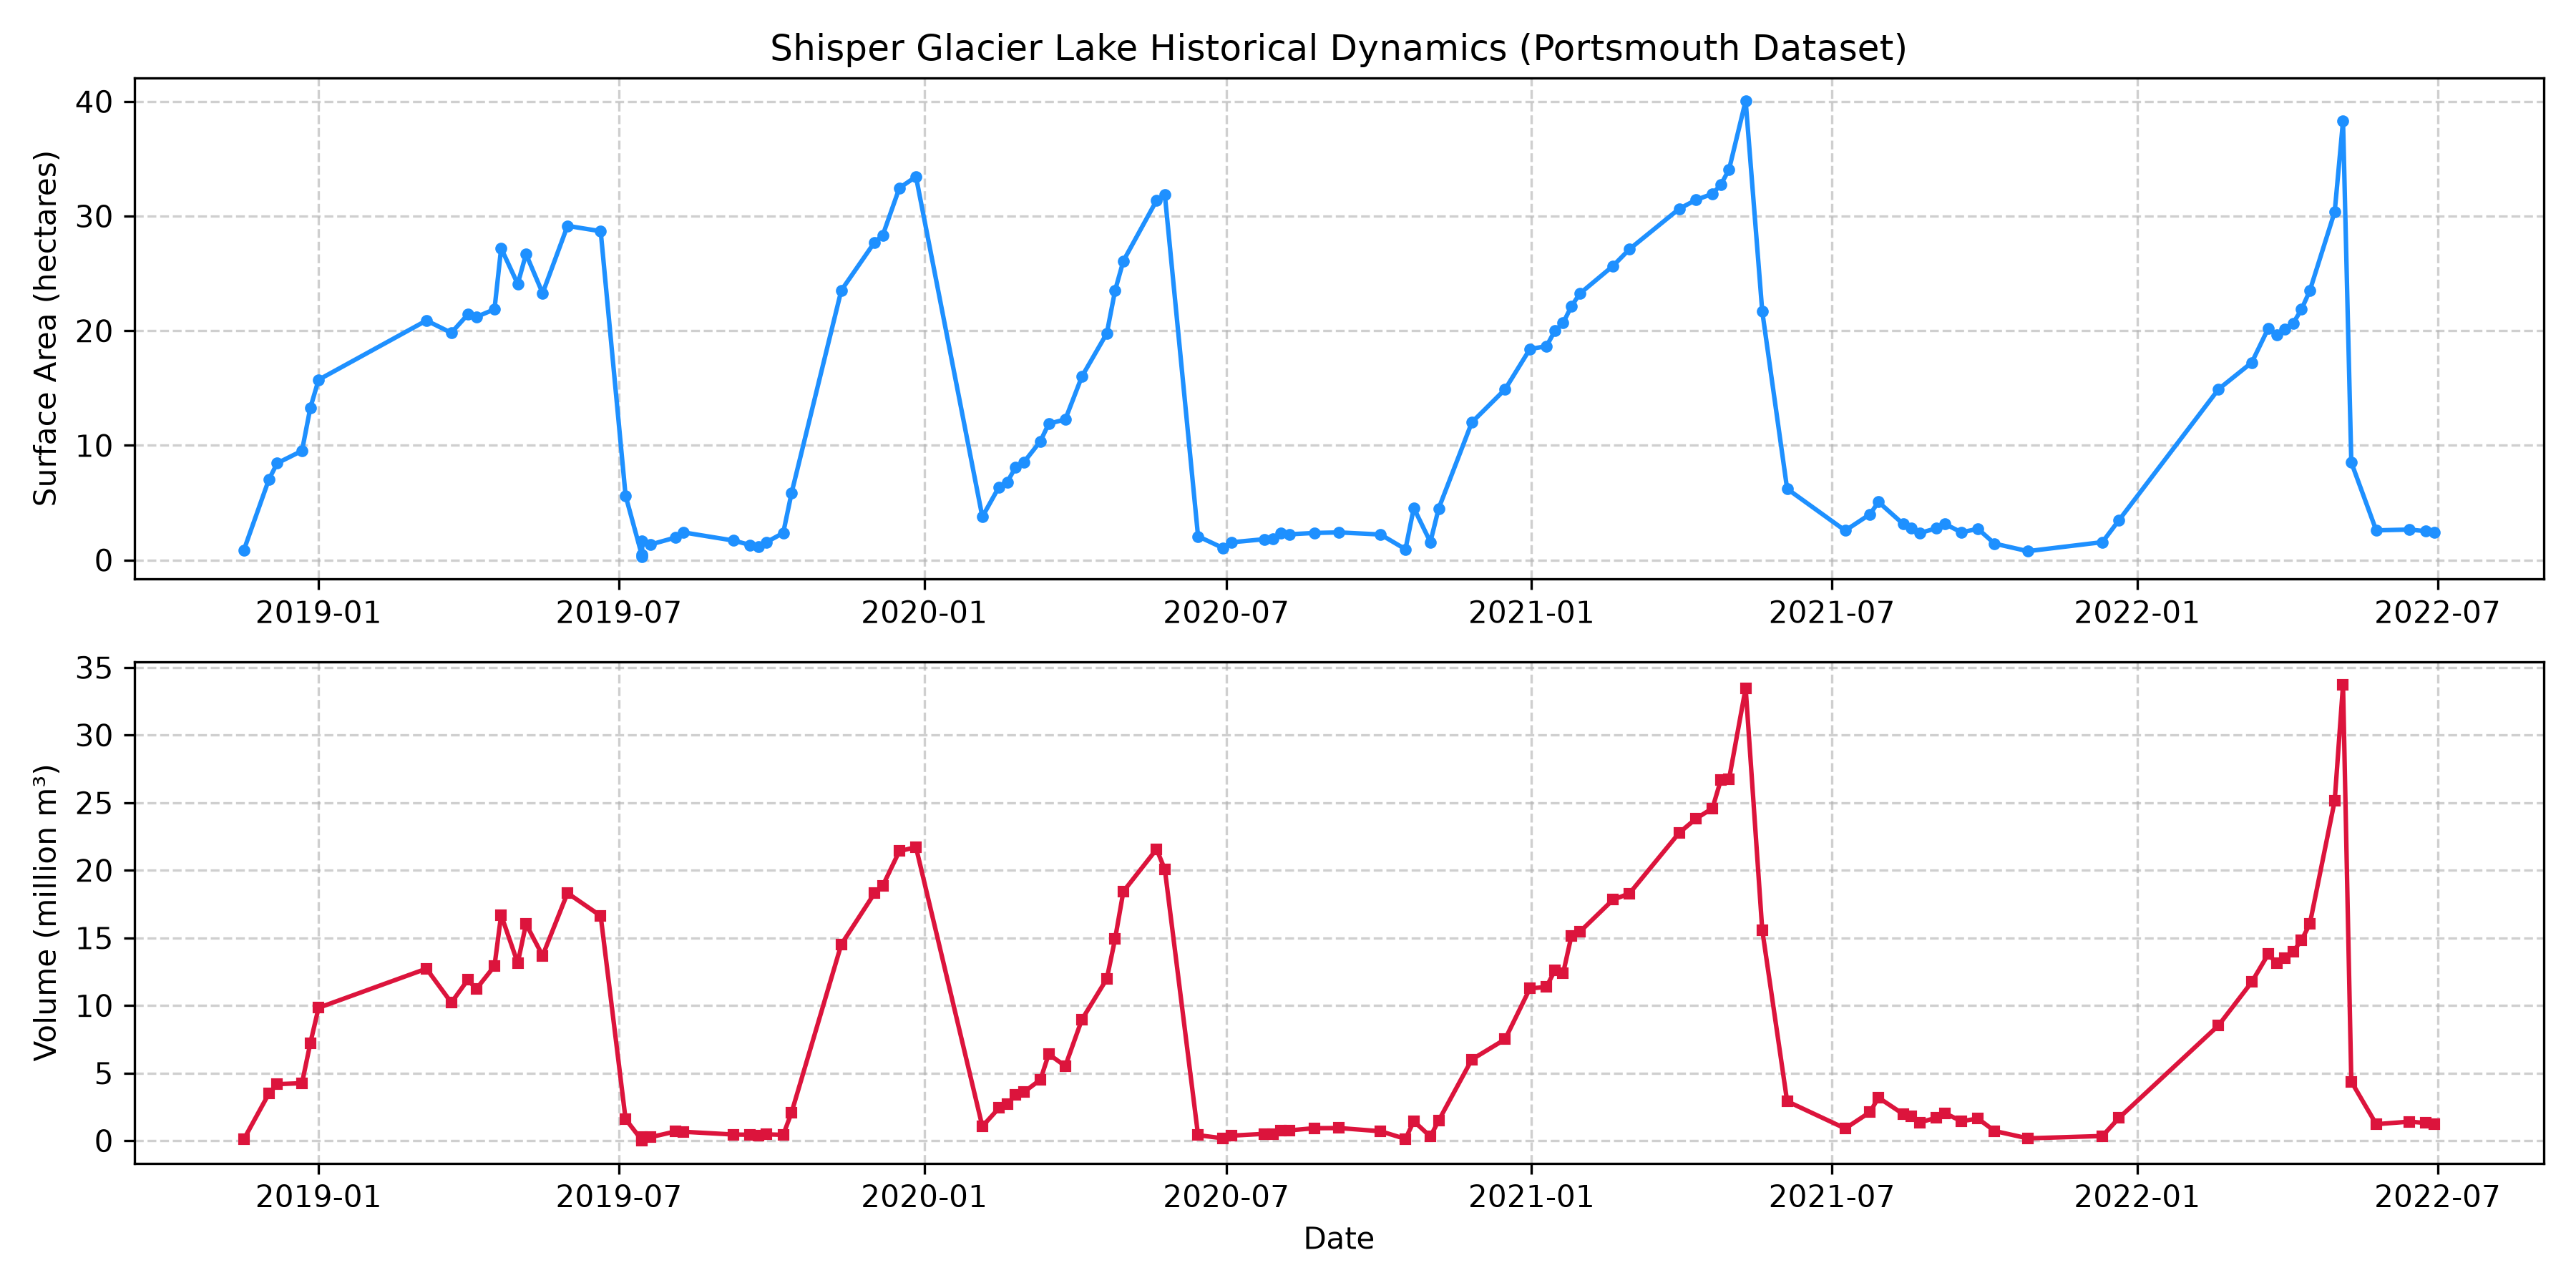 Shisper Glacier Lake Historical Dynamics (Portsmouth Dataset)
Surface Area (hectares)
40
30
20
10
0
2019-01 2019-07 2020-01 2020-07 2021-01 2021-07 2022-01 2022-07
Volume (million m³)
35
30
25
20
15
10
5
0
2019-01 2019-07 2020-01 2020-07 2021-01 2021-07 2022-01 2022-07
Date